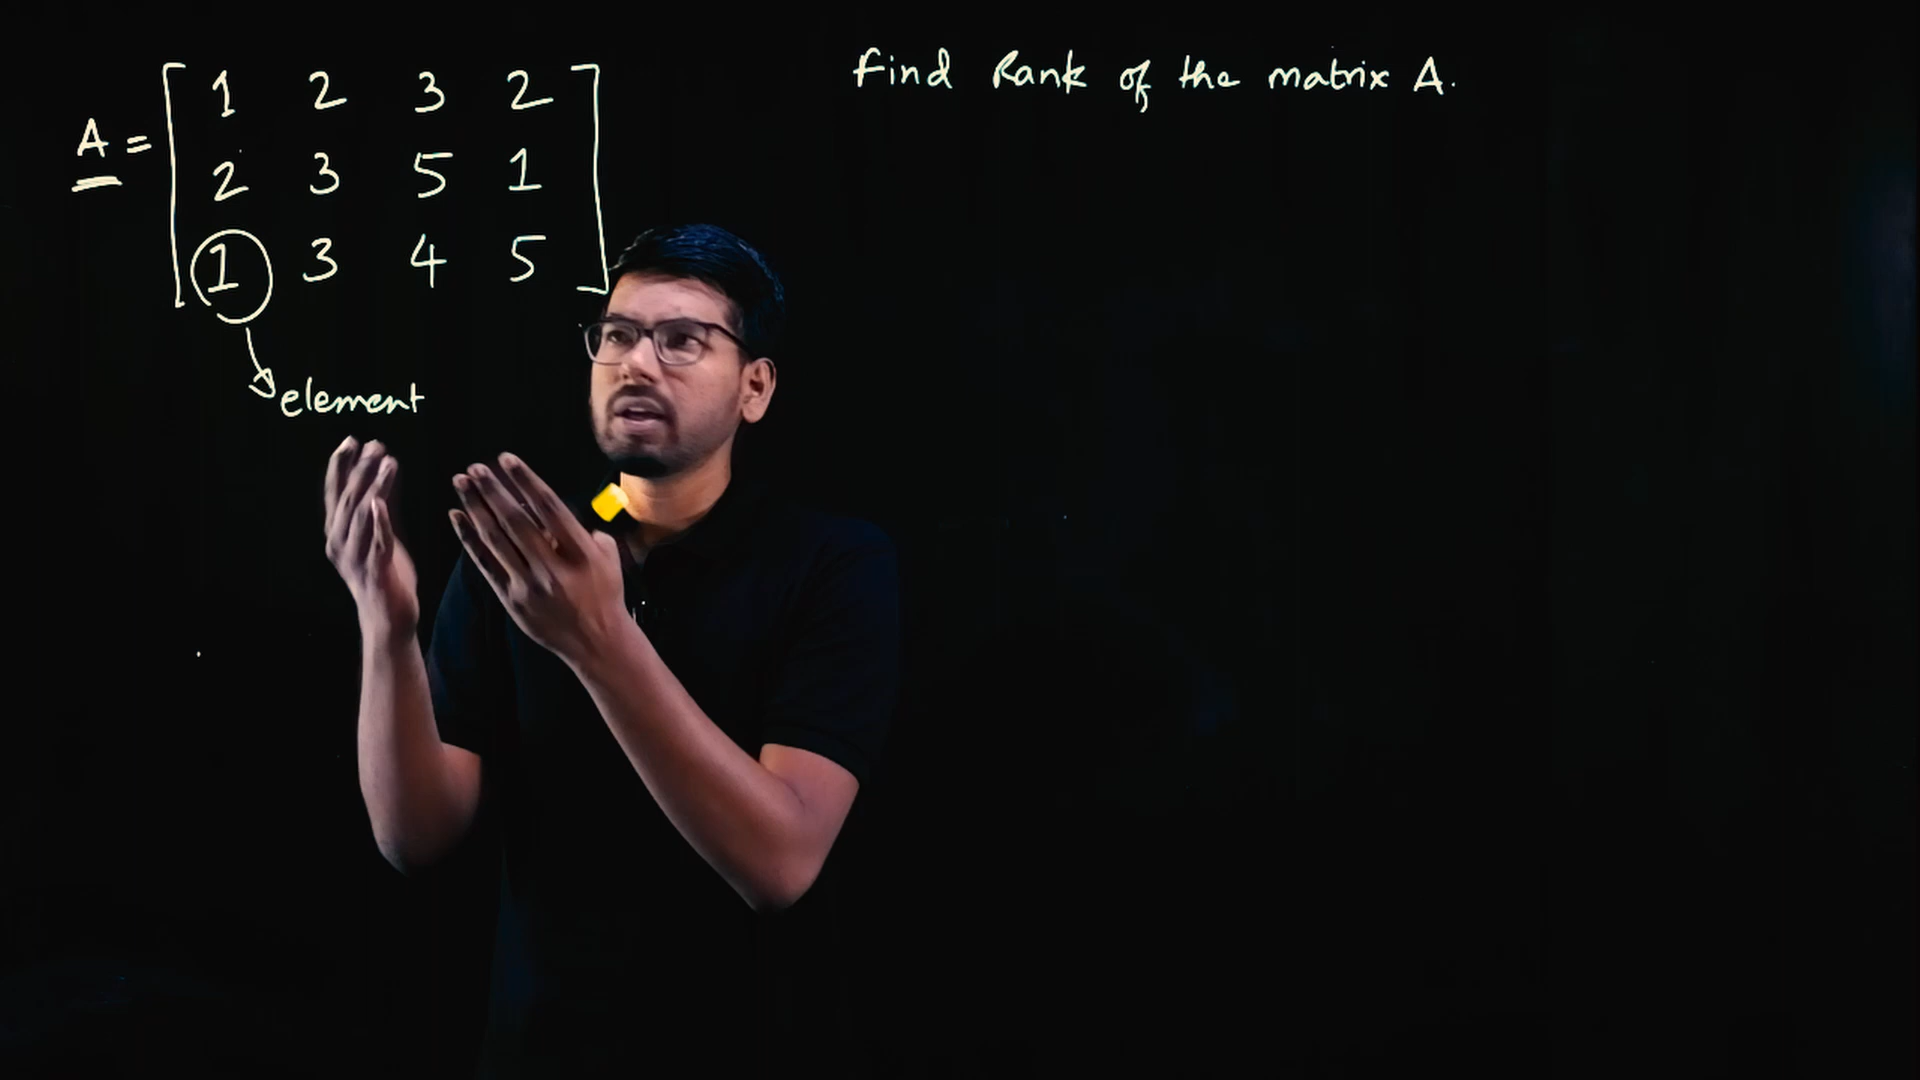 Find Rank of the matrix A.
A = [ 1 2 3 2
2 3 5 1
1 3 4 5 ]
element